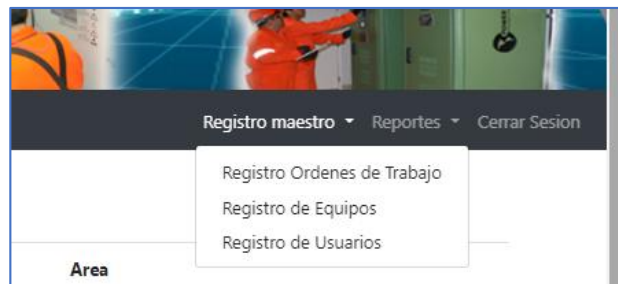 Registro maestro Reportes Cerrar Sesion
Registro Ordenes de Trabajo
Registro de Equipos
Registro de Usuarios
Area